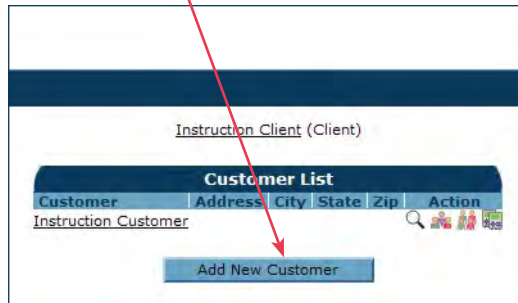 Instruction Client (Client)
Customer List
Customer Address City State Zip Action
Instruction Customer
Add New Customer